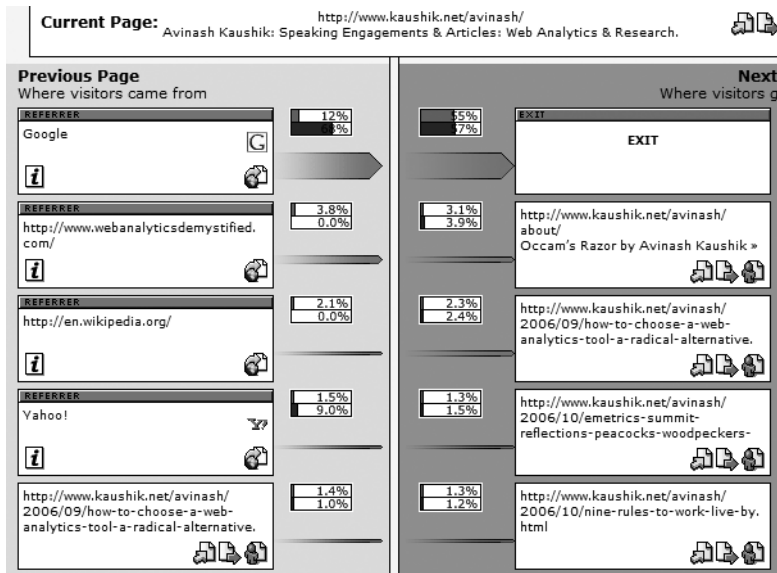 Current Page:
http://www.kaushik.net/avinash/
Avinash Kaushik: Speaking Engagements & Articles: Web Analytics & Research.
Previous Page
Where visitors came from
REFERRER
Google
G
i
12%
68%
REFERRER
http://www.webanalyticsdemystified.
com/
i
3.8%
0.0%
REFERRER
http://en.wikipedia.org/
i
2.1%
0.0%
REFERRER
Yahoo!
Y!
i
1.5%
9.0%
http://www.kaushik.net/avinash/
2006/09/how-to-choose-a-web-
analytics-tool-a-radical-alternative.
1.4%
1.0%
Next
Where visitors g
55%
57%
EXIT
EXIT
3.1%
3.9%
http://www.kaushik.net/avinash/
about/
Occam's Razor by Avinash Kaushik »
2.3%
2.4%
http://www.kaushik.net/avinash/
2006/09/how-to-choose-a-web-
analytics-tool-a-radical-alternative.
1.3%
1.5%
http://www.kaushik.net/avinash/
2006/10/emetrics-summit-
reflections-peacocks-woodpeckers-
1.3%
1.2%
http://www.kaushik.net/avinash/
2006/10/nine-rules-to-work-live-by.
html